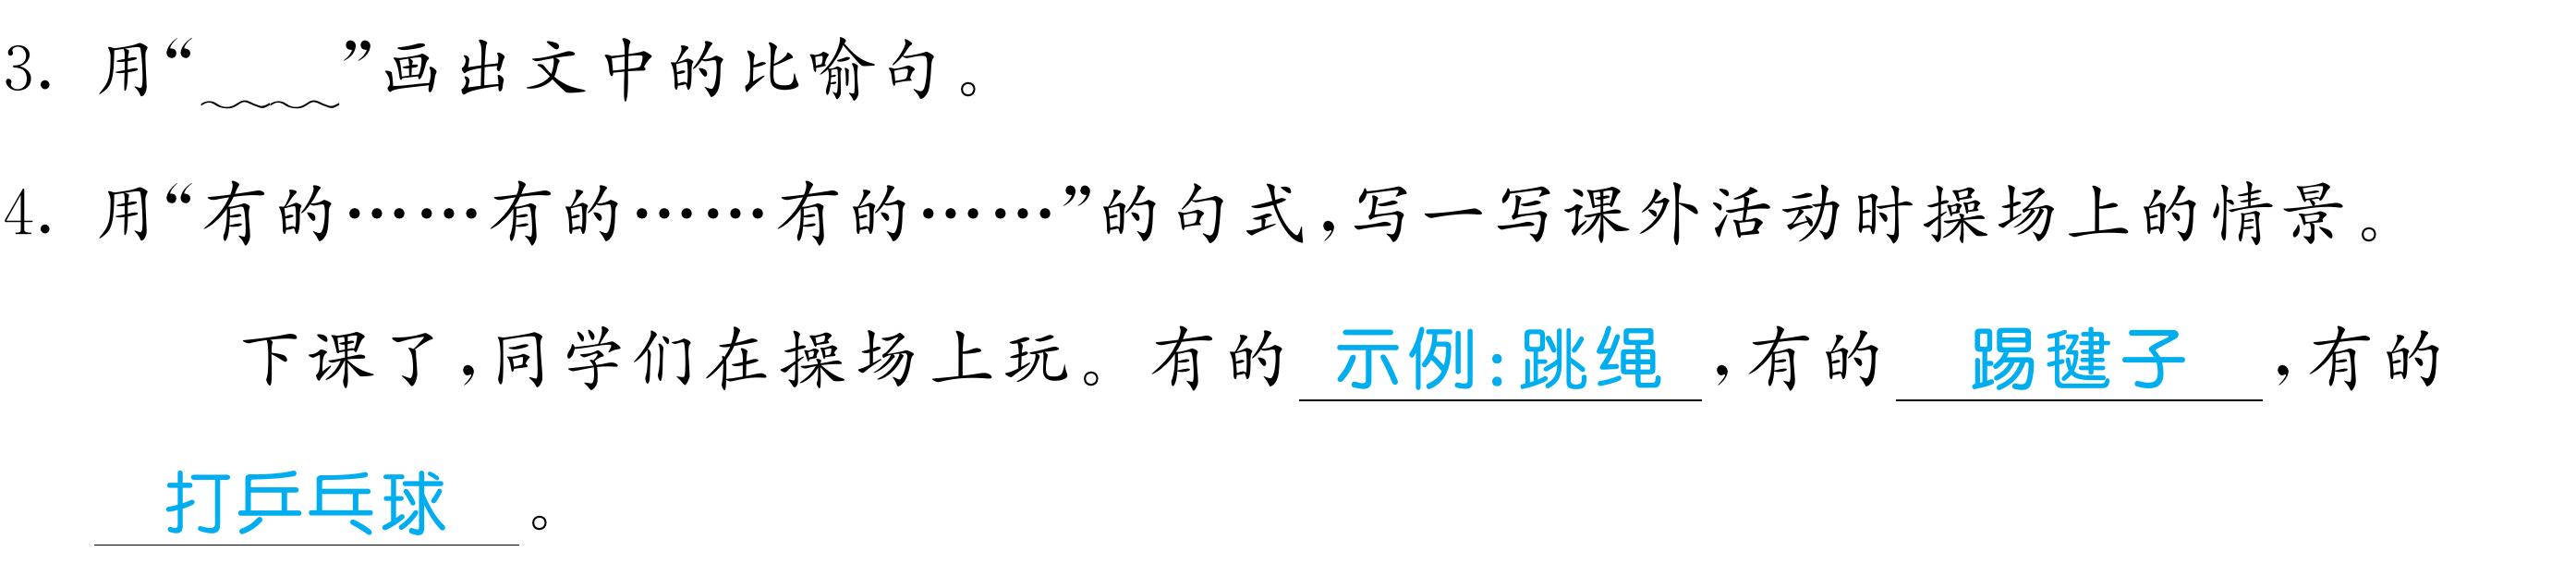 3. 用“﹏﹏”画出文中的比喻句。
4. 用“有的……有的……有的……”的句式,写一写课外活动时操场上的情景。
下课了,同学们在操场上玩。有的 示例:跳绳 ,有的 踢毽子 ,有的
打乒乓球 。